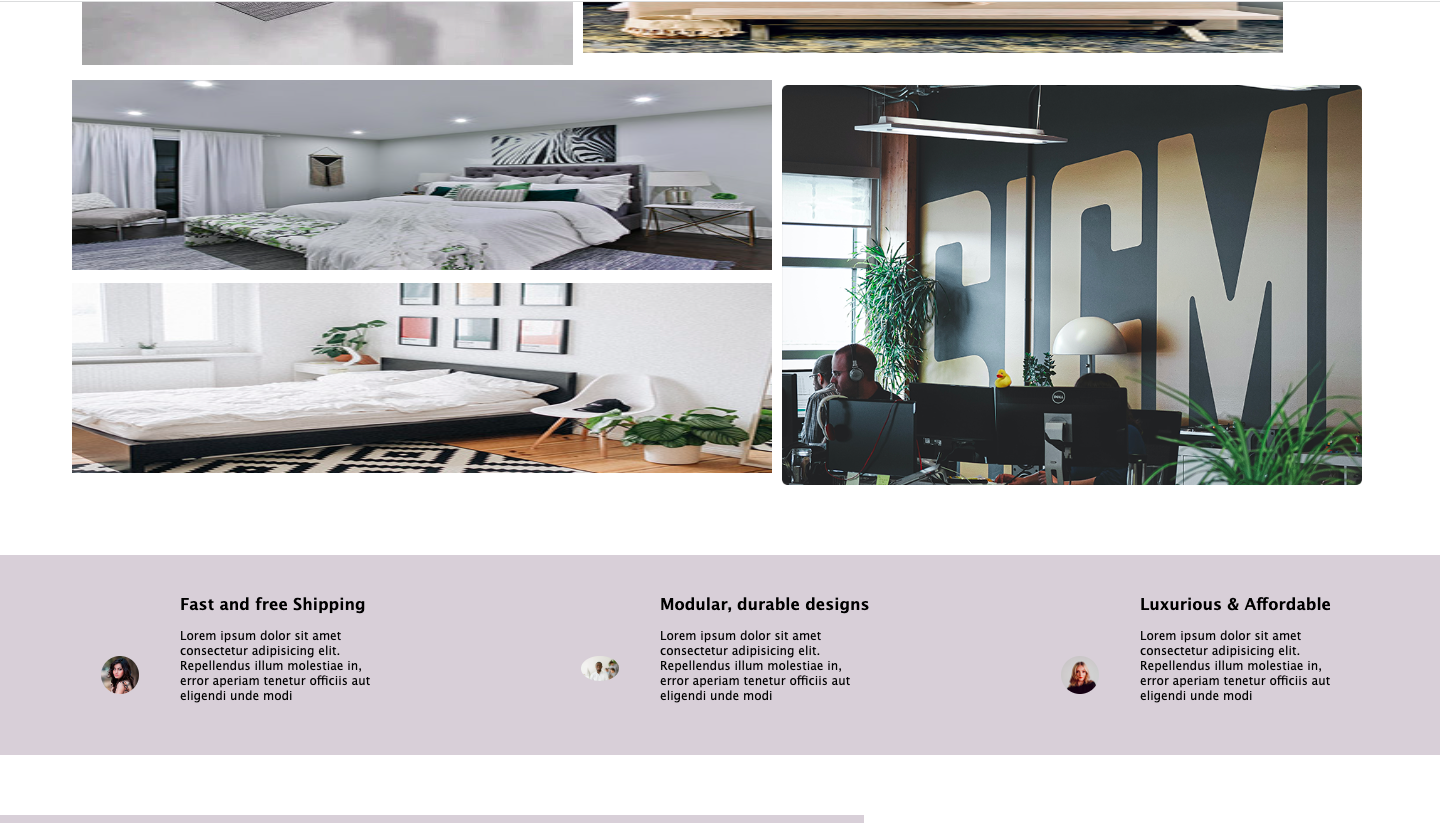 Fast and free Shipping
Lorem ipsum dolor sit amet
consectetur adipisicing elit.
Repellendus illum molestiae in,
error aperiam tenetur officiis aut
eligendi unde modi
Modular, durable designs
Lorem ipsum dolor sit amet
consectetur adipisicing elit.
Repellendus illum molestiae in,
error aperiam tenetur officiis aut
eligendi unde modi
Luxurious & Affordable
Lorem ipsum dolor sit amet
consectetur adipisicing elit.
Repellendus illum molestiae in,
error aperiam tenetur officiis aut
eligendi unde modi